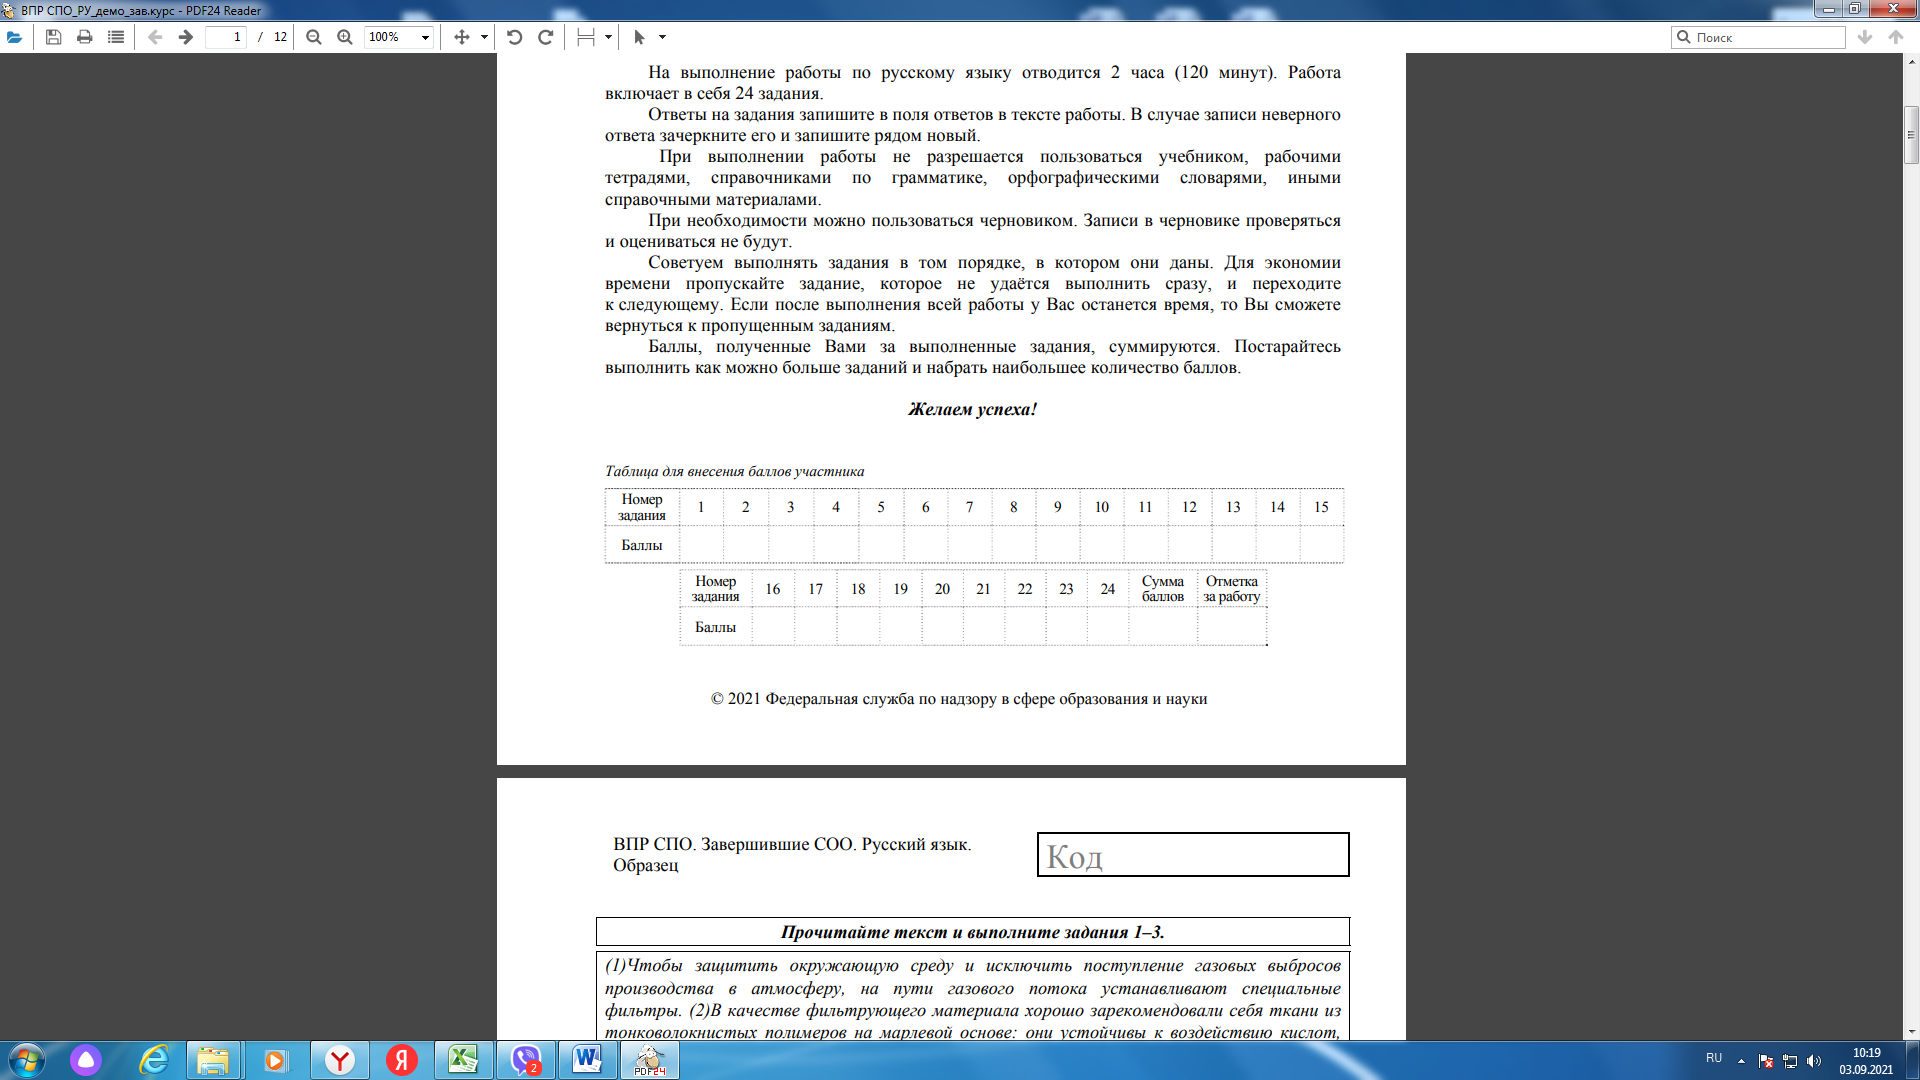 ВПР СПО_РУ_демо_зав.курс - PDF24 Reader
1 / 12
100%
Поиск
На выполнение работы по русскому языку отводится 2 часа (120 минут). Работа
включает в себя 24 задания.
Ответы на задания запишите в поля ответов в тексте работы. В случае записи неверного
ответа зачеркните его и запишите рядом новый.
При выполнении работы не разрешается пользоваться учебником, рабочими
тетрадями, справочниками по грамматике, орфографическими словарями, иными
справочными материалами.
При необходимости можно пользоваться черновиком. Записи в черновике проверяться
и оцениваться не будут.
Советуем выполнять задания в том порядке, в котором они даны. Для экономии
времени пропускайте задание, которое не удаётся выполнить сразу, и переходите
к следующему. Если после выполнения всей работы у Вас останется время, то Вы сможете
вернуться к пропущенным заданиям.
Баллы, полученные Вами за выполненные задания, суммируются. Постарайтесь
выполнить как можно больше заданий и набрать наибольшее количество баллов.
Желаем успеха!
Таблица для внесения баллов участника
Номер задания 1 2 3 4 5 6 7 8 9 10 11 12 13 14 15
Баллы
Номер задания 16 17 18 19 20 21 22 23 24 Сумма баллов Отметка за работу
Баллы
© 2021 Федеральная служба по надзору в сфере образования и науки
ВПР СПО. Завершившие СОО. Русский язык.
Образец
Код
Прочитайте текст и выполните задания 1–3.
(1)Чтобы защитить окружающую среду и исключить поступление газовых выбросов
производства в атмосферу, на пути газового потока устанавливают специальные
фильтры. (2)В качестве фильтрующего материала хорошо зарекомендовали себя ткани из
тонковолокнистых полимеров на марлевой основе: они устойчивы к воздействию кислот,
2
PDF24
RU
10:19
03.09.2021